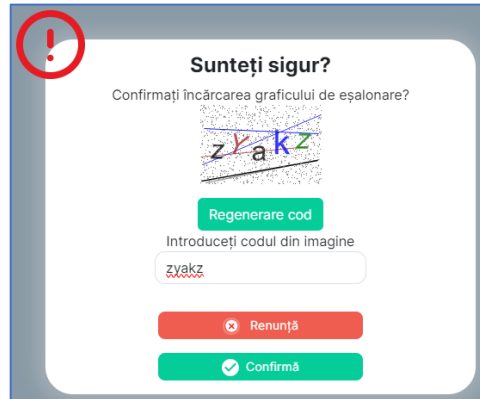 Sunteți sigur?
Confirmați încărcarea graficului de eșalonare?
zYakz
Regenerare cod
Introduceți codul din imagine
zyakz
Renunță
Confirmă